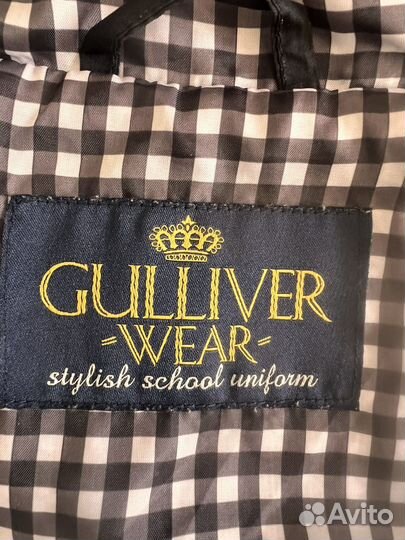 GULLIVER
-WEAR-
stylish school uniform
Avito